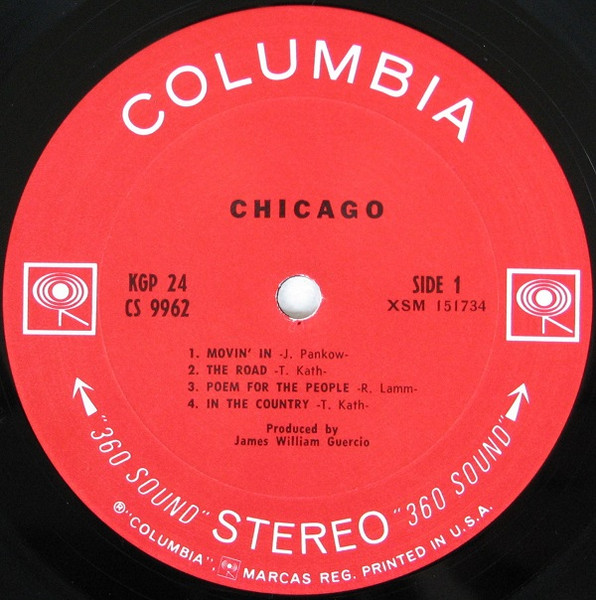 COLUMBIA
CHICAGO
KGP 24
CS 9962
SIDE 1
XSM 151734
1. MOVIN' IN -J. Pankow-
2. THE ROAD -T. Kath-
3. POEM FOR THE PEOPLE -R. Lamm-
4. IN THE COUNTRY -T. Kath-
Produced by
James William Guercio
"360 SOUND" STEREO "360 SOUND"
® "COLUMBIA", MARCAS REG. PRINTED IN U.S.A.